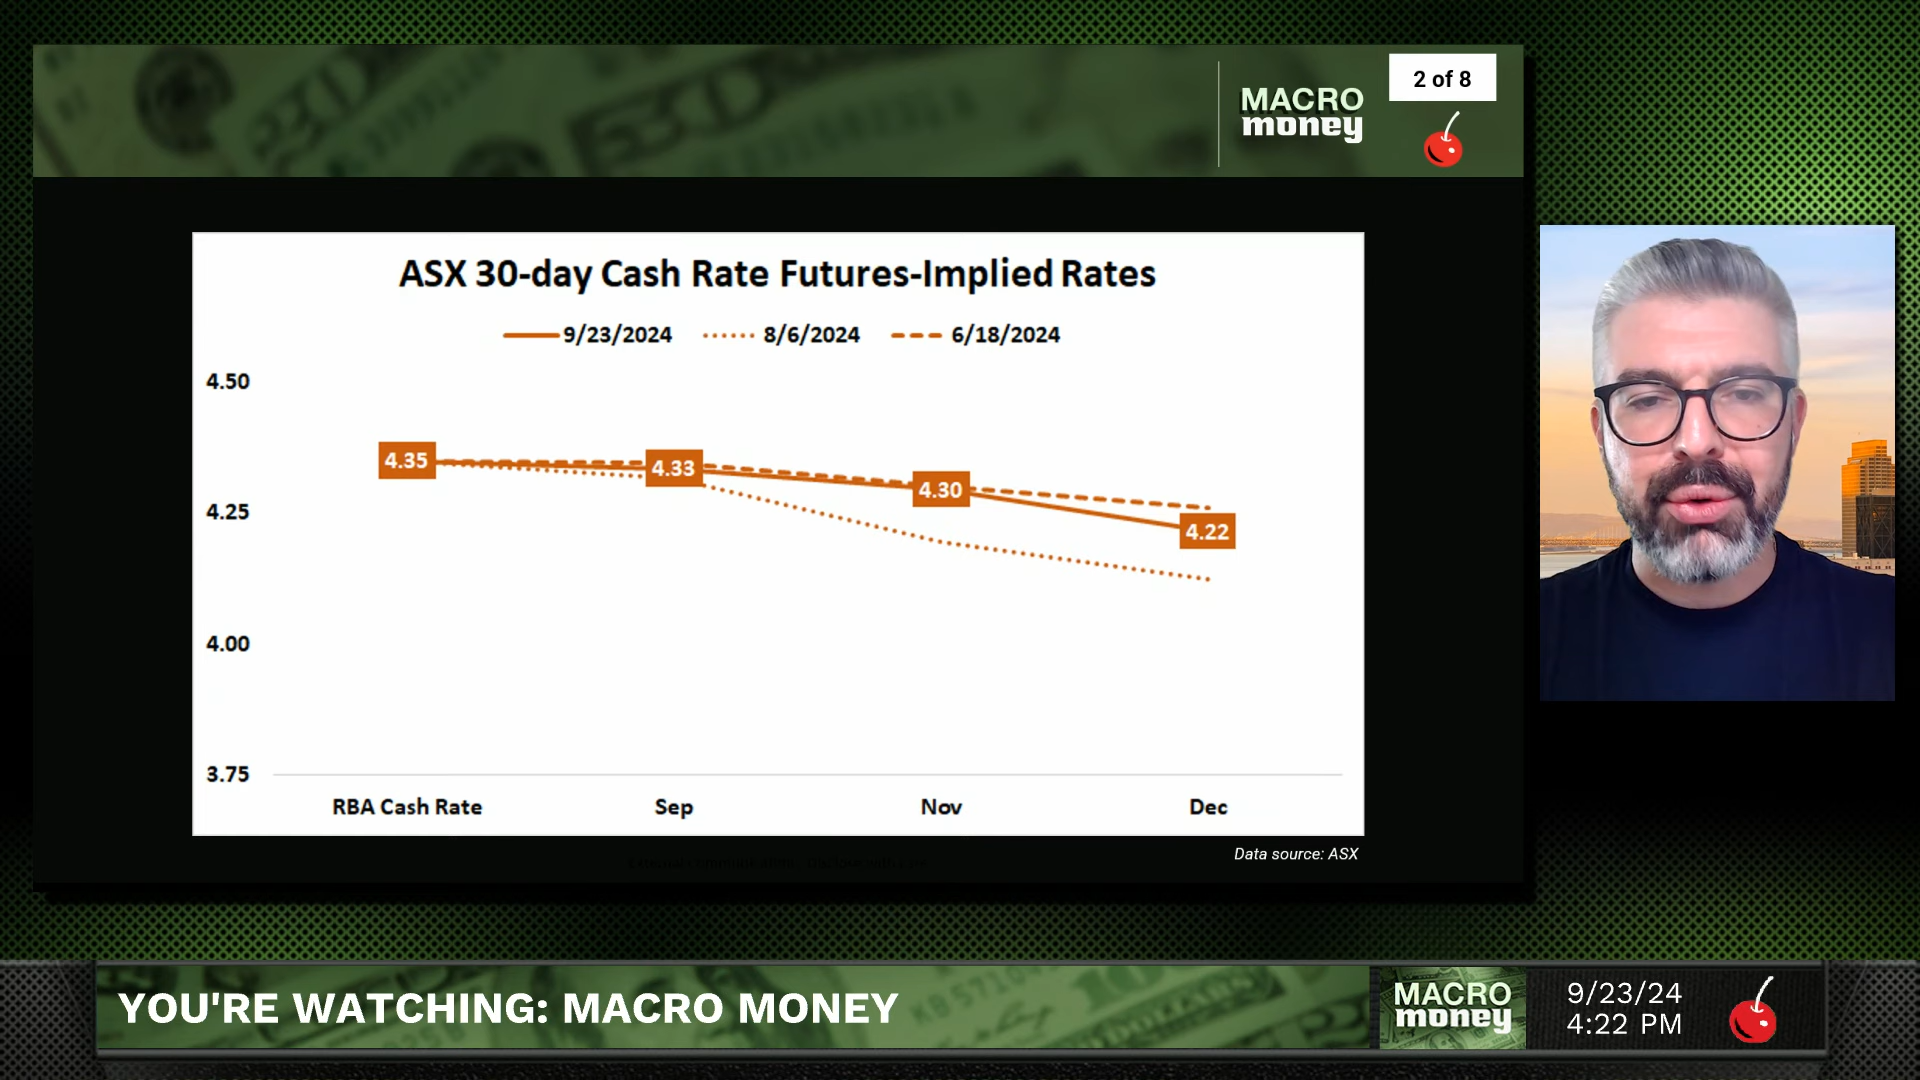 MACRO
money
2 of 8
ASX 30-day Cash Rate Futures-Implied Rates
9/23/2024 8/6/2024 6/18/2024
4.50
4.35
4.33
4.30
4.25
4.22
4.00
3.75
RBA Cash Rate Sep Nov Dec
Data source: ASX
YOU'RE WATCHING: MACRO MONEY
MACRO
money
9/23/24
4:22 PM